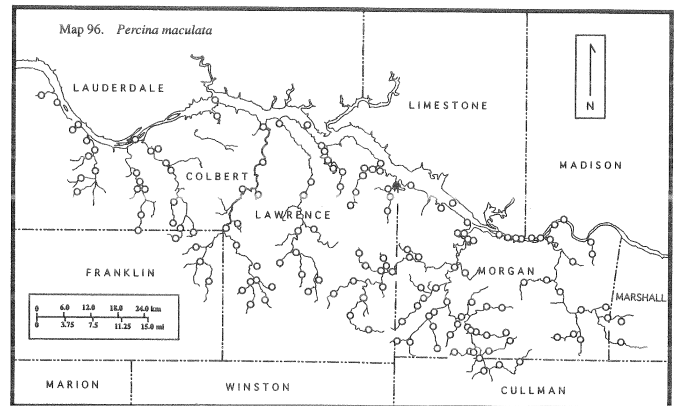 Map 96. Percina maculata
LAUDERDALE
LIMESTONE
N
MADISON
COLBERT
LAWRENCE
FRANKLIN
MORGAN
MARSHALL
0 6.0 12.0 18.0 24.0 km
0 3.75 7.5 11.25 15.0 mi
MARION
WINSTON
CULLMAN